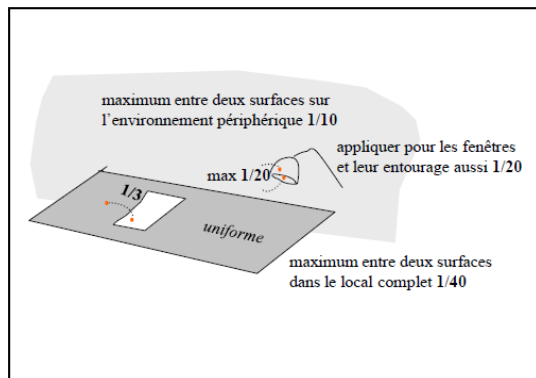 maximum entre deux surfaces sur
l'environnement périphérique 1/10
appliquer pour les fenêtres
et leur entourage aussi 1/20
max 1/20
1/3
uniforme
maximum entre deux surfaces
dans le local complet 1/40